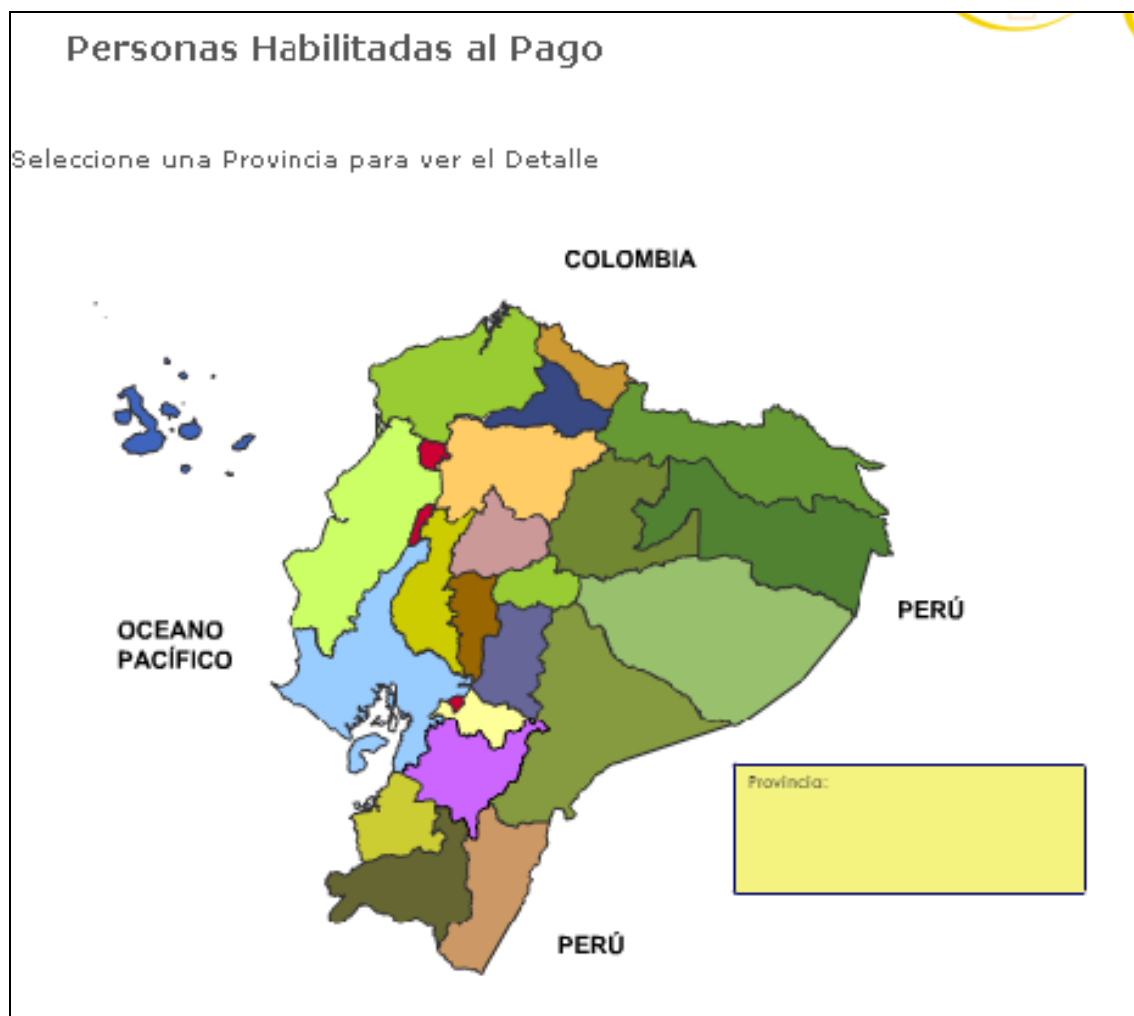 Personas Habilitadas al Pago
Seleccione una Provincia para ver el Detalle
COLOMBIA
OCEANO
PACÍFICO
PERÚ
Provincia:
PERÚ